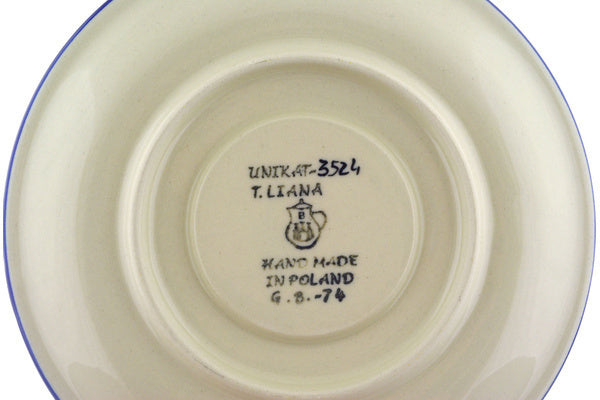 UNIKAT-3524
T. LIANA
B
HAND MADE
IN POLAND
G.B.-74